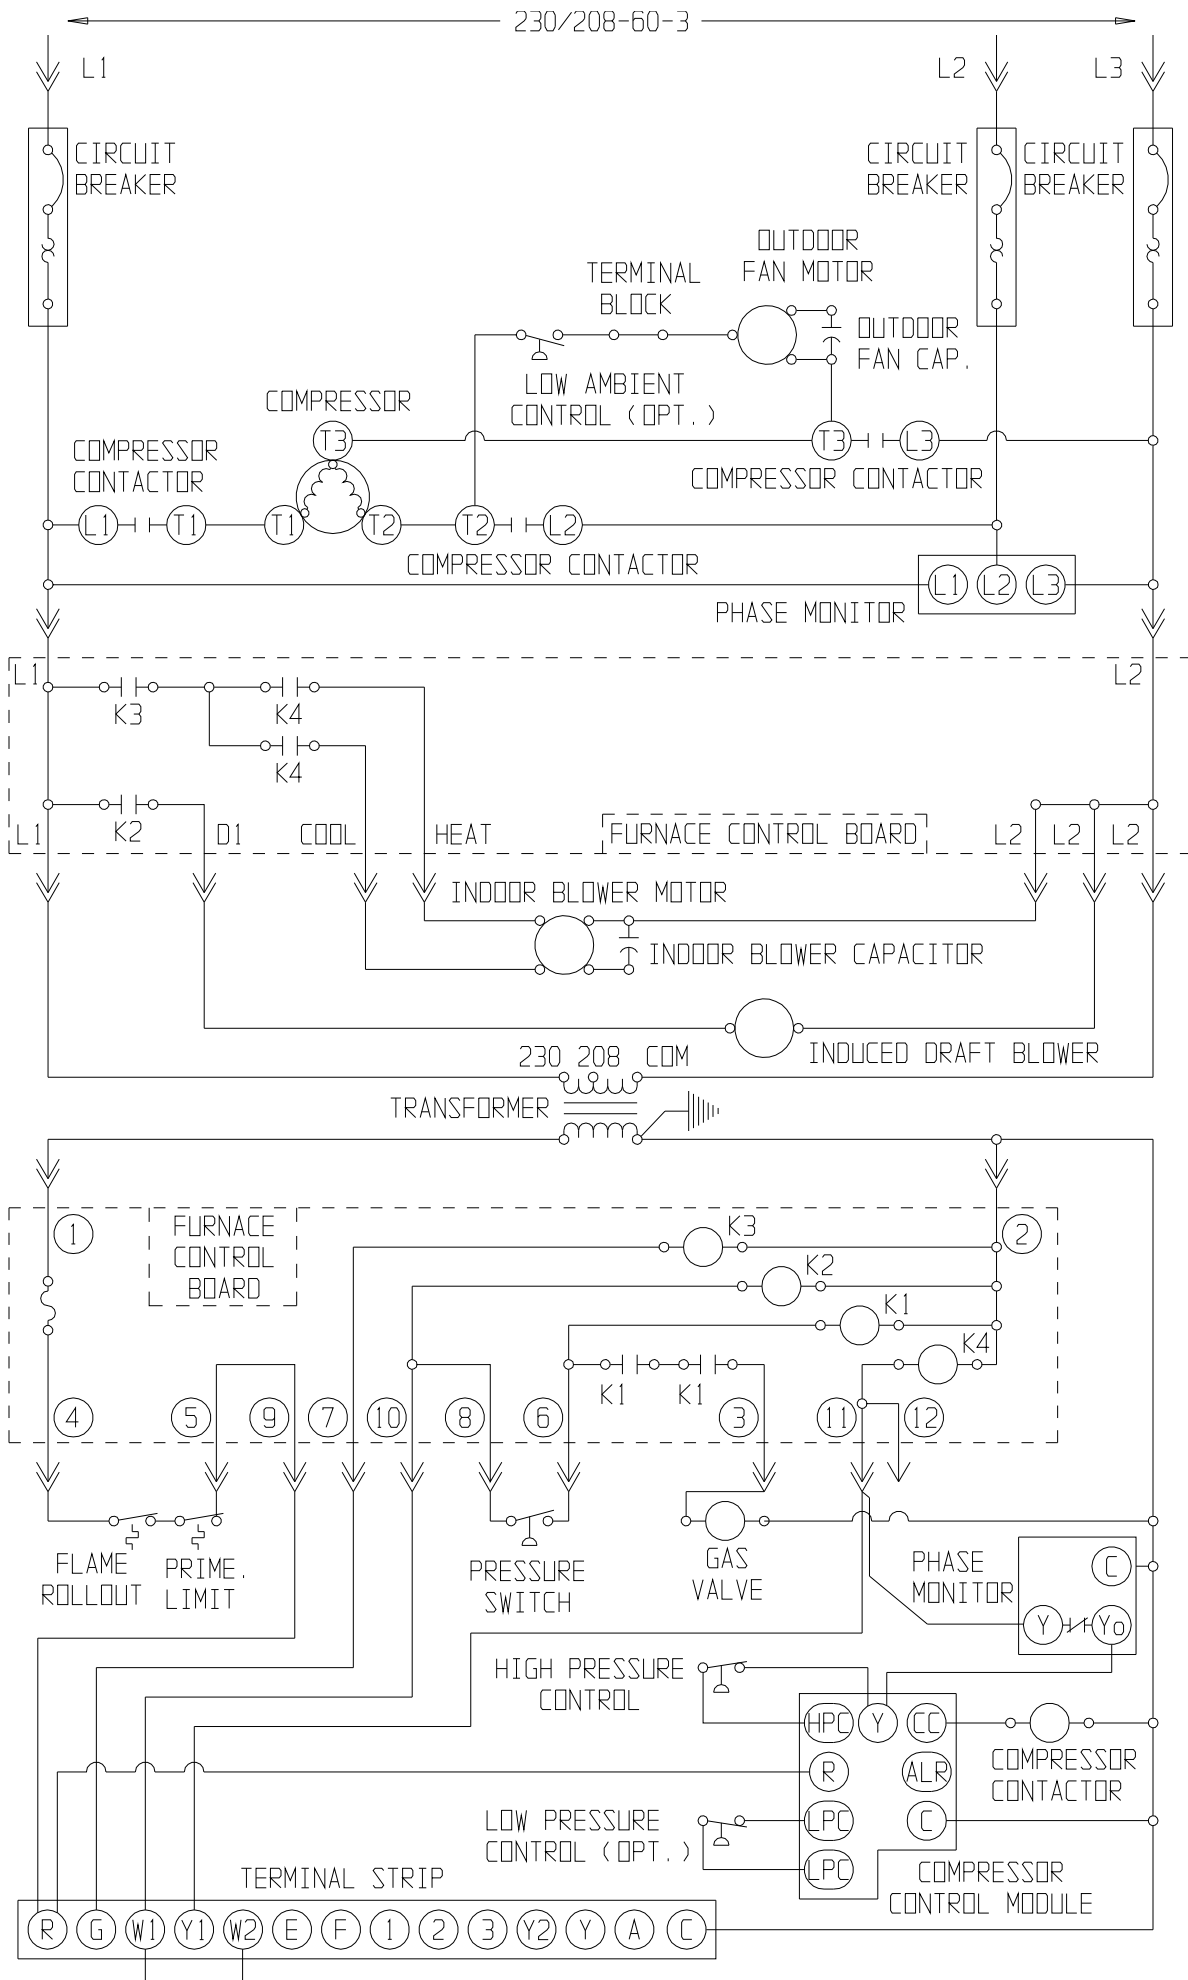 230/208-60-3
L1
L2
L3
CIRCUIT
BREAKER
CIRCUIT
BREAKER
CIRCUIT
BREAKER
OUTDOOR
FAN MOTOR
TERMINAL
BLOCK
OUTDOOR
FAN CAP.
LOW AMBIENT
CONTROL (OPT.)
COMPRESSOR
T3
T3
L3
COMPRESSOR
CONTACTOR
COMPRESSOR CONTACTOR
L1
T1
T1
T2
T2
L2
COMPRESSOR CONTACTOR
L1
L2
L3
PHASE MONITOR
L1
L2
K3
K4
K4
K2
L1
D1
COOL
HEAT
FURNACE CONTROL BOARD
L2
L2
L2
INDOOR BLOWER MOTOR
INDOOR BLOWER CAPACITOR
INDUCED DRAFT BLOWER
230 208 COM
TRANSFORMER
1
FURNACE
CONTROL
BOARD
K3
2
K2
K1
K4
K1
K1
4
5
9
7
10
8
6
3
11
12
FLAME
ROLLOUT
PRIME.
LIMIT
PRESSURE
SWITCH
GAS
VALVE
PHASE
MONITOR
C
Y
Yo
HIGH PRESSURE
CONTROL
HPC
Y
CC
COMPRESSOR
CONTACTOR
R
ALR
LOW PRESSURE
CONTROL (OPT.)
LPC
C
LPC
COMPRESSOR
CONTROL MODULE
TERMINAL STRIP
R
G
W1
Y1
W2
E
F
1
2
3
Y2
Y
A
C